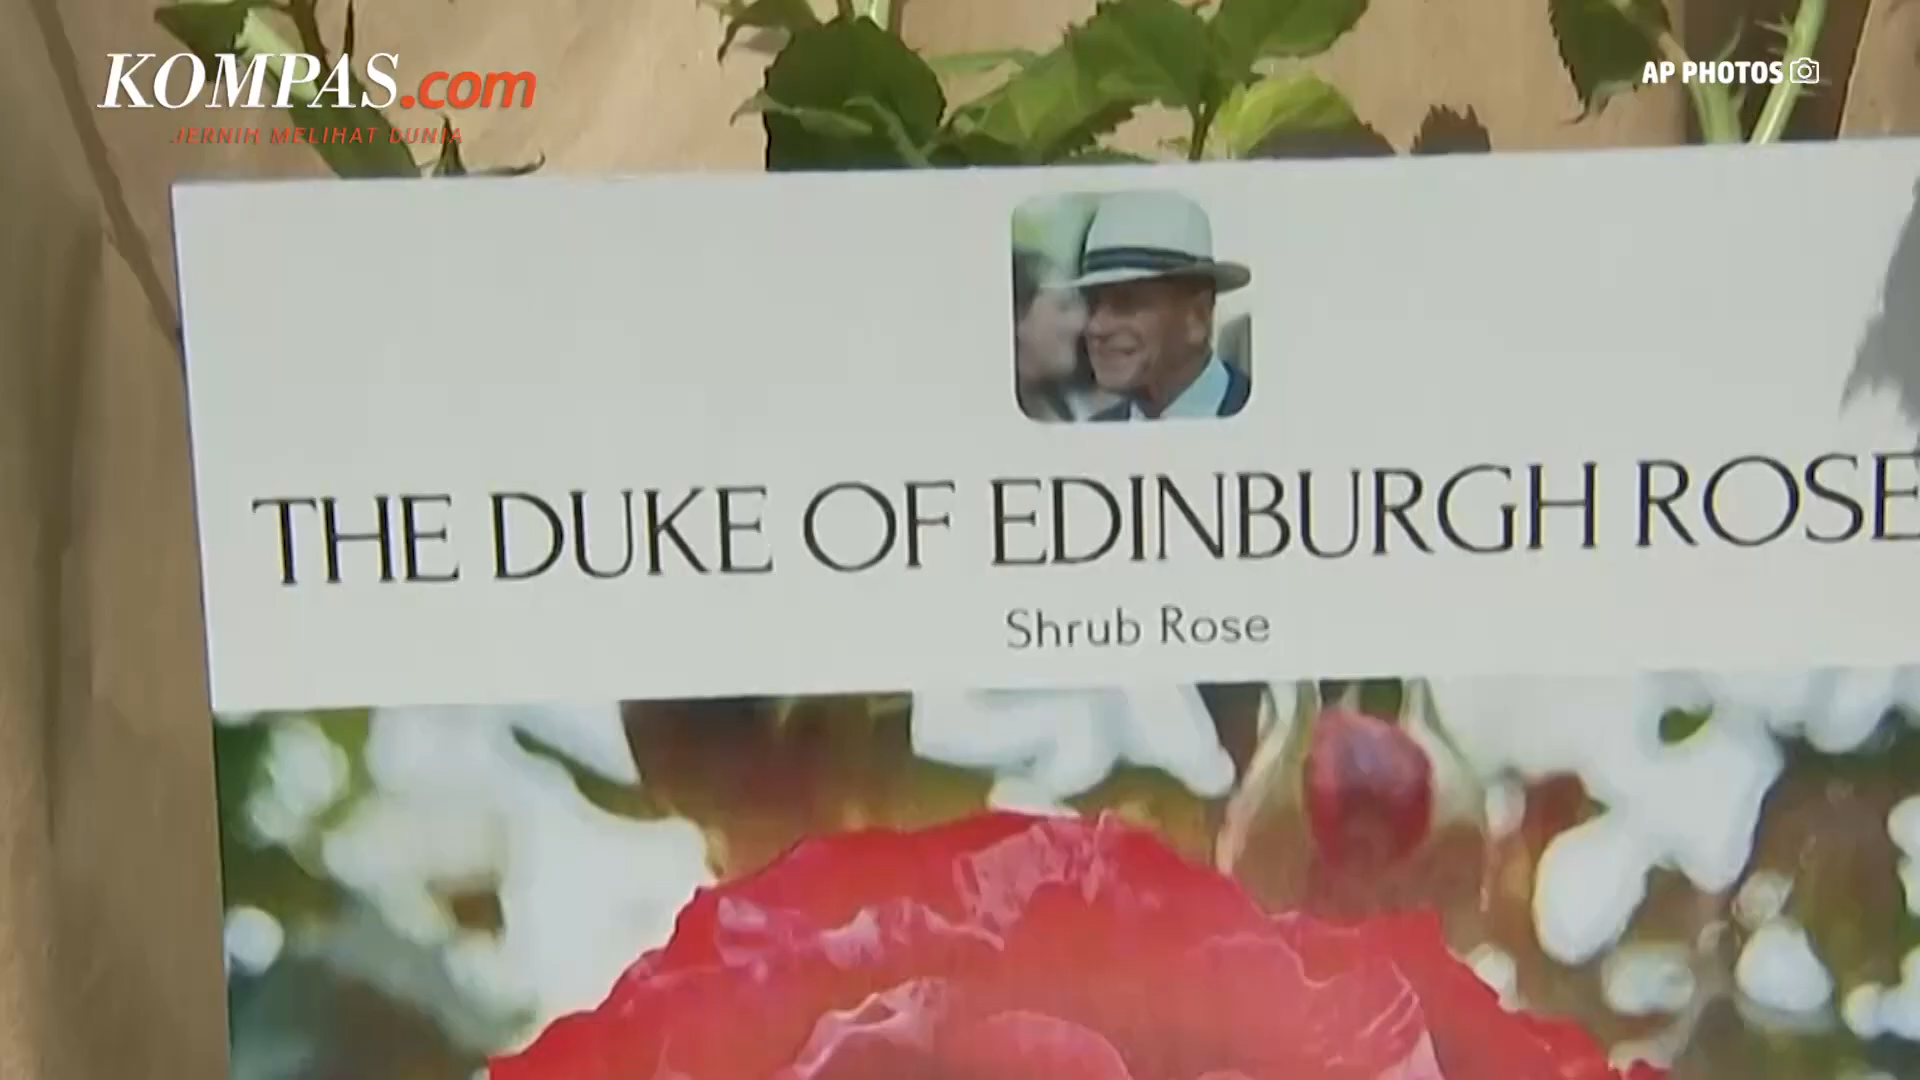 KOMPAS.com
JERNIH MELIHAT DUNIA
AP PHOTOS
THE DUKE OF EDINBURGH ROSE
Shrub Rose